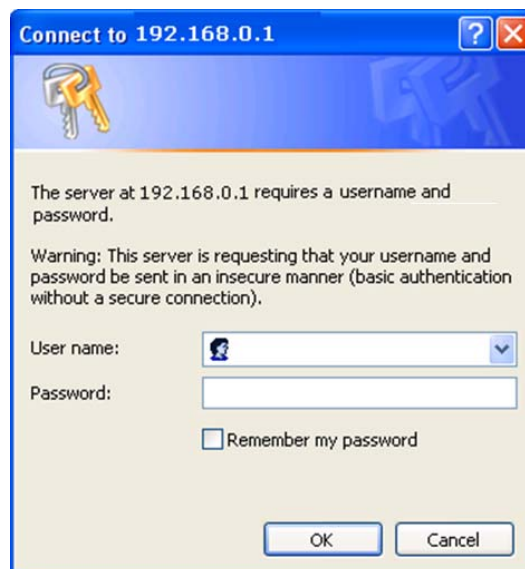 Connect to 192.168.0.1
The server at 192.168.0.1 requires a username and
password.
Warning: This server is requesting that your username and
password be sent in an insecure manner (basic authentication
without a secure connection).
User name:
Password:
Remember my password
OK Cancel